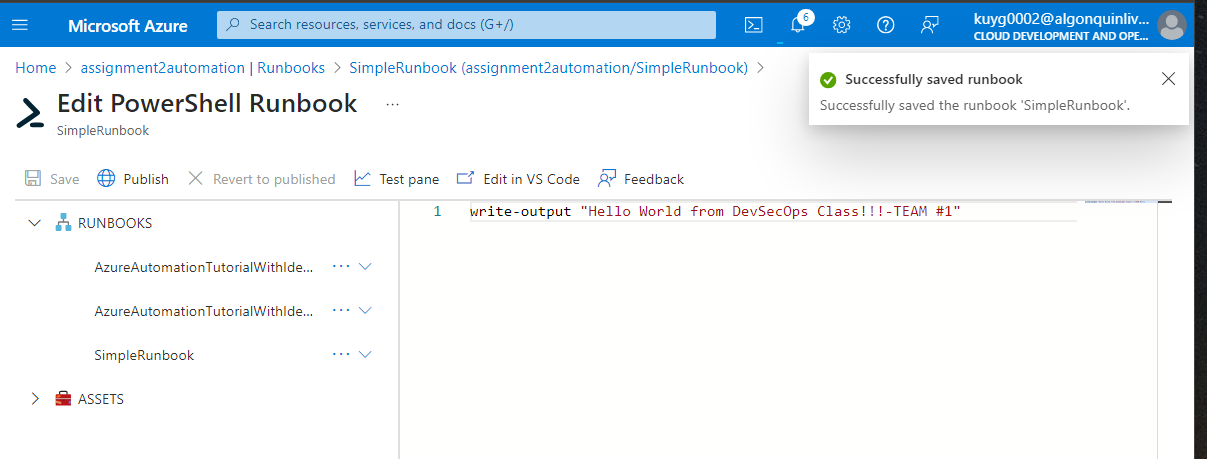 Microsoft Azure
Search resources, services, and docs (G+/)
6
kuyg0002@algonquinliv...
CLOUD DEVELOPMENT AND OPE...
Home > assignment2automation | Runbooks > SimpleRunbook (assignment2automation/SimpleRunbook) >
Successfully saved runbook
Successfully saved the runbook 'SimpleRunbook'.
Edit PowerShell Runbook ...
SimpleRunbook
Save Publish Revert to published Test pane Edit in VS Code Feedback
RUNBOOKS
1 write-output "Hello World from DevSecOps Class!!!-TEAM #1"
AzureAutomationTutorialWithIde... ...
AzureAutomationTutorialWithIde... ...
SimpleRunbook ...
ASSETS